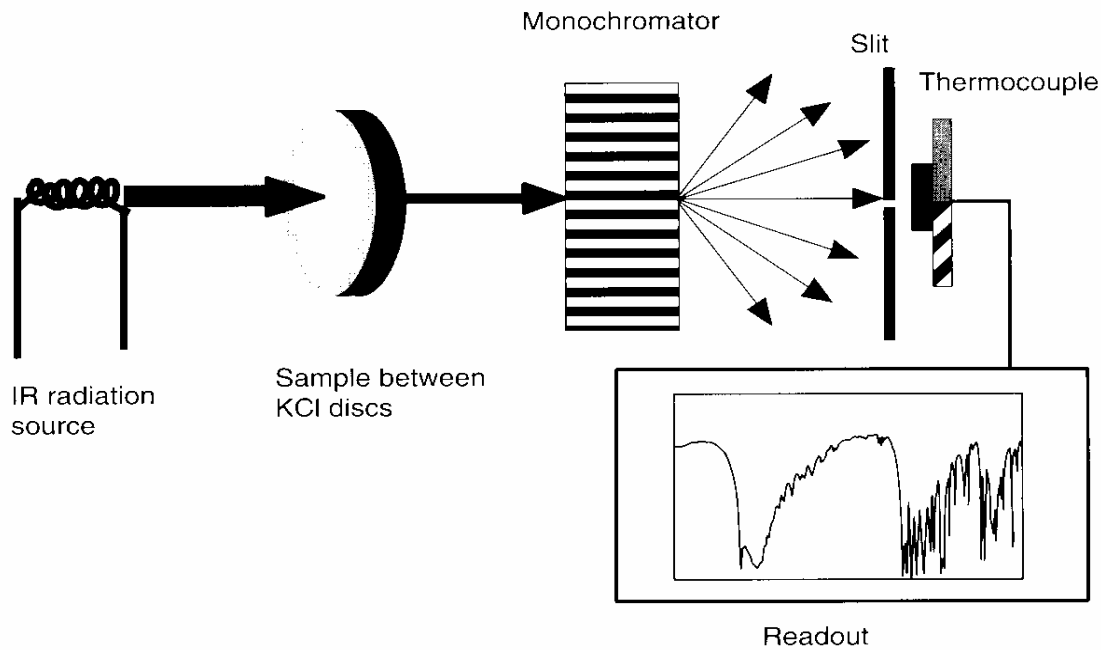 Monochromator
Slit
Thermocouple
IR radiation
source
Sample between
KCl discs
Readout